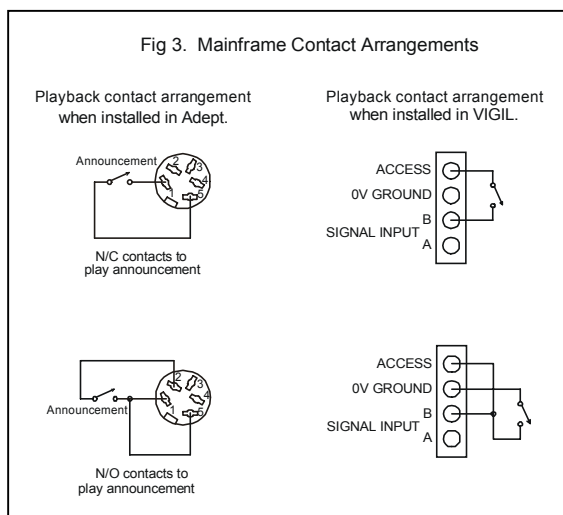 Fig 3. Mainframe Contact Arrangements
Playback contact arrangement
when installed in Adept.
Announcement
2
3
4
1
5
N/C contacts to
play announcement
Playback contact arrangement
when installed in VIGIL.
ACCESS
0V GROUND
B
SIGNAL INPUT
A
2
3
4
1
5
Announcement
N/O contacts to
play announcement
ACCESS
0V GROUND
B
SIGNAL INPUT
A